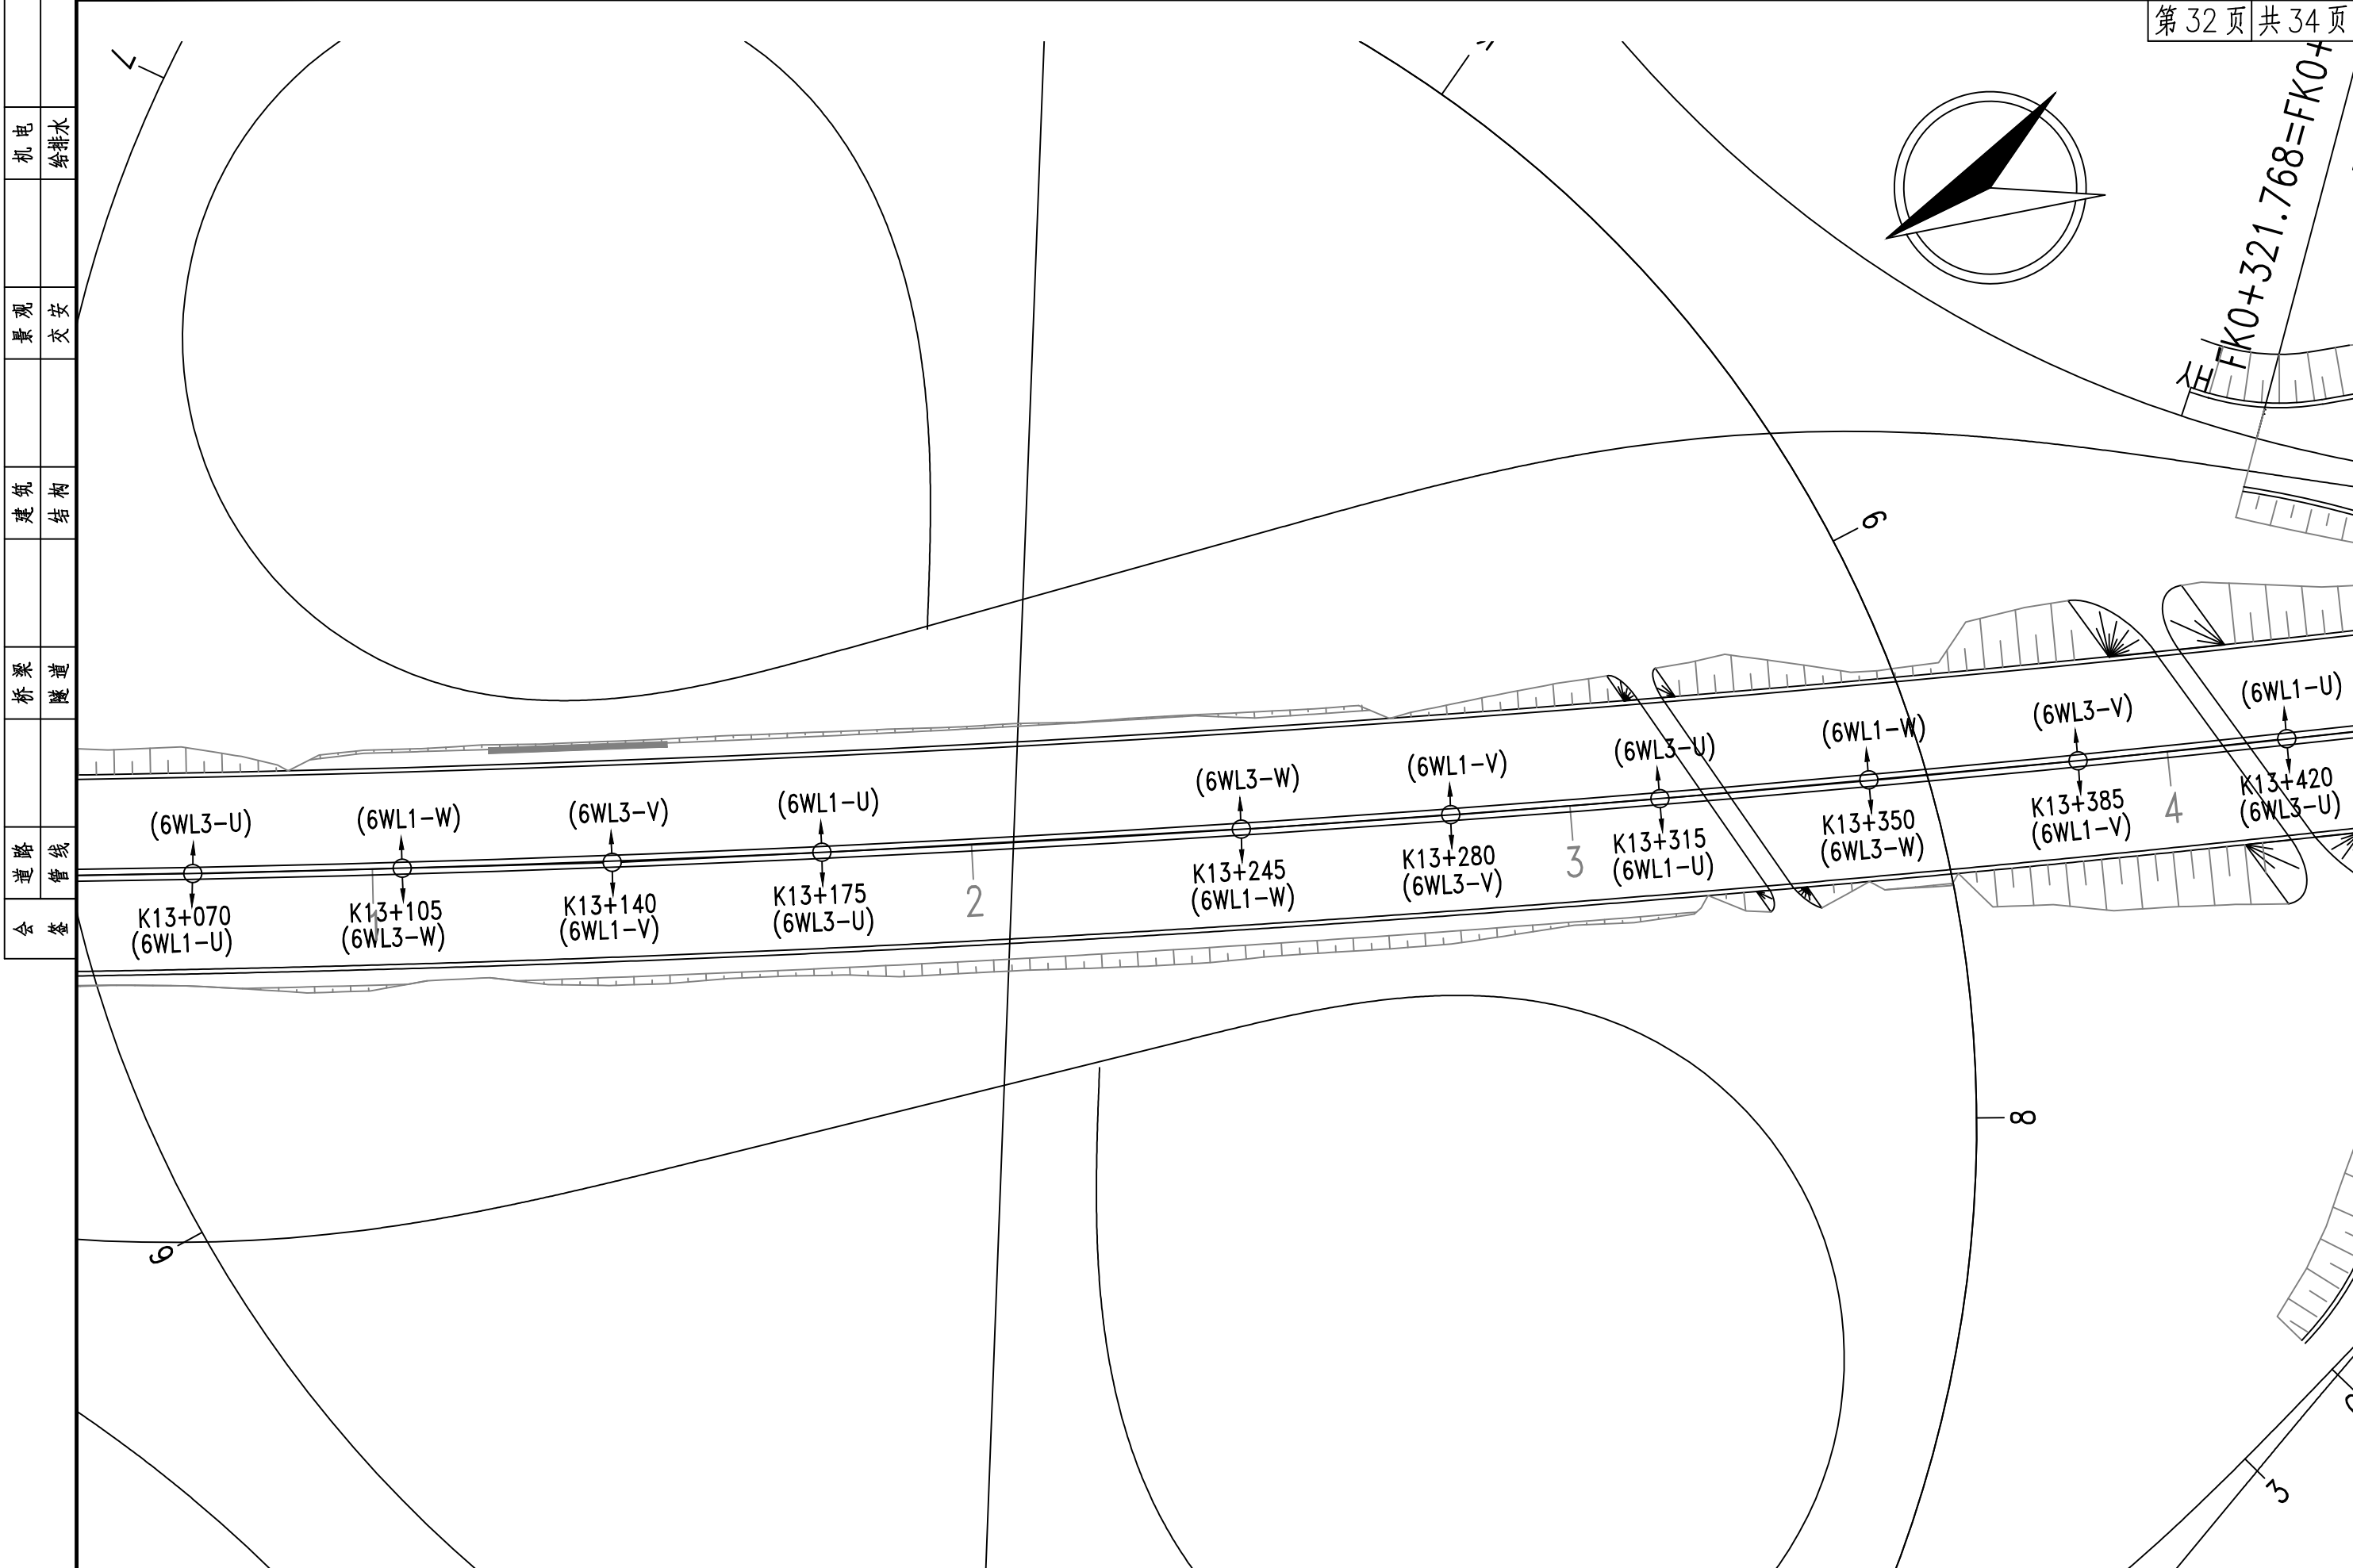 第 32 页 共 34 页
机 电
给排水
景 观
交 安
建 筑
结 构
桥 梁
隧 道
道 路
管 线
会 签
7
FK0+321.768=FK0+
6
(6WL3-U)
(6WL1-W)
(6WL3-V)
(6WL1-U)
(6WL3-W)
(6WL1-V)
(6WL3-U)
(6WL1-W)
(6WL3-V)
(6WL1-U)
K13+070
(6WL1-U)
K13+105
(6WL3-W)
K13+140
(6WL1-V)
K13+175
(6WL3-U)
K13+245
(6WL1-W)
K13+280
(6WL3-V)
K13+315
(6WL1-U)
K13+350
(6WL3-W)
K13+385
(6WL1-V)
K13+420
(6WL3-U)
1
2
3
4
8
9
3